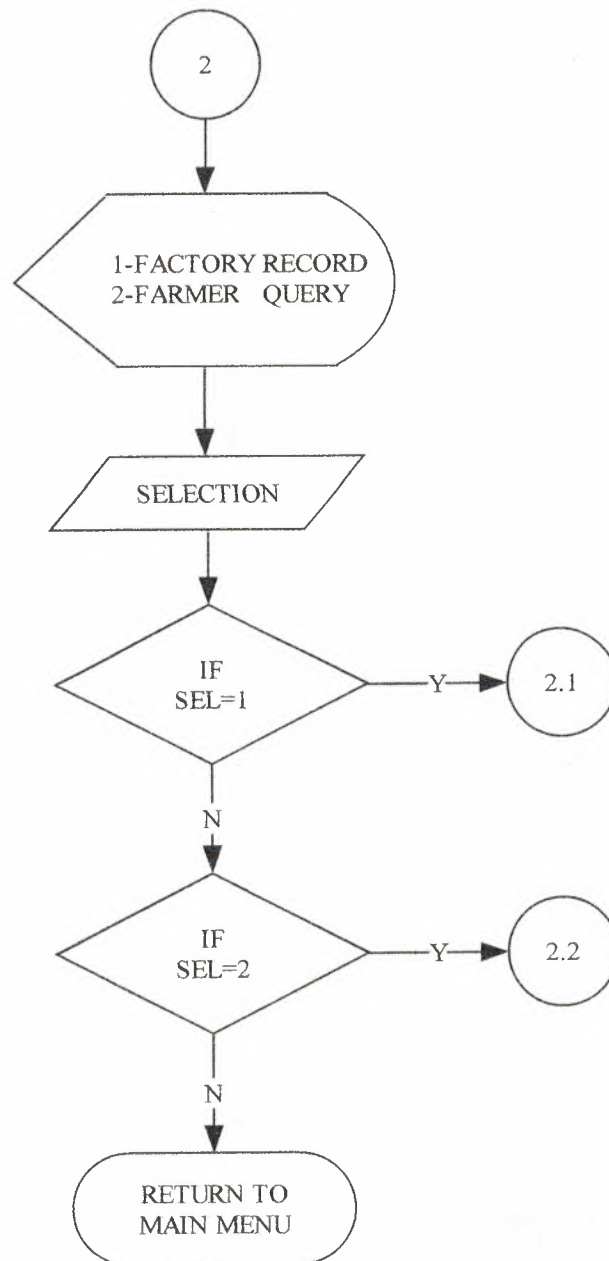 2
1-FACTORY RECORD
2-FARMER QUERY
SELECTION
IF
SEL=1
Y
2.1
N
IF
SEL=2
Y
2.2
N
RETURN TO
MAIN MENU